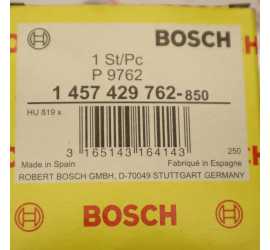 BOSCH
1 St/Pc
P 9762
1 457 429 762-850
HU 819 x
250
3 165143 164143
Made in Spain Fabriqué en Espagne
ROBERT BOSCH GMBH, D-70049 STUTTGART GERMANY
BOSCH